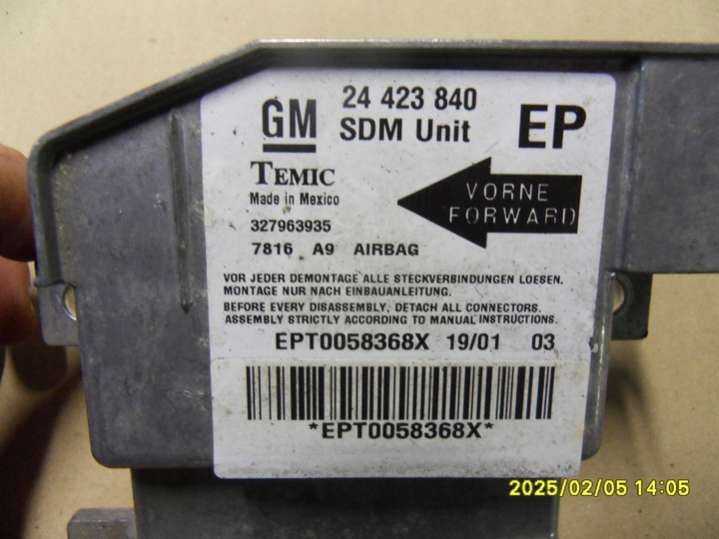 GM
24 423 840
SDM Unit
EP
TEMIC
Made in Mexico
327963935
7816 A9 AIRBAG
VORNE
FORWARD
VOR JEDER DEMONTAGE ALLE STECKVERBINDUNGEN LOESEN.
MONTAGE NUR NACH EINBAUANLEITUNG.
BEFORE EVERY DISASSEMBLY, DETACH ALL CONNECTORS.
ASSEMBLY STRICTLY ACCORDING TO MANUAL INSTRUCTIONS.
EPT0058368X 19/01 03
*EPT0058368X*
2025/02/05 14:05